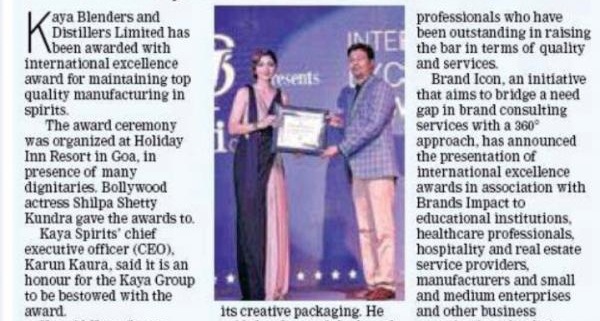 Kaya Blenders and
Distillers Limited has
been awarded with
international excellence
award for maintaining top
quality manufacturing in
spirits.
The award ceremony
was organized at Holiday
Inn Resort in Goa, in
presence of many
dignitaries. Bollywood
actress Shilpa Shetty
Kundra gave the awards to.
Kaya Spirits' chief
executive officer (CEO),
Karun Kaura, said it is an
honour for the Kaya Group
to be bestowed with the
award.
INTE
esents
EXC
its creative packaging. He
professionals who have
been outstanding in raising
the bar in terms of quality
and services.
Brand Icon, an initiative
that aims to bridge a need
gap in brand consulting
services with a 360°
approach, has announced
the presentation of
international excellence
awards in association with
Brands Impact to
educational institutions,
healthcare professionals,
hospitality and real estate
service providers,
manufacturers and small
and medium enterprises
and other business